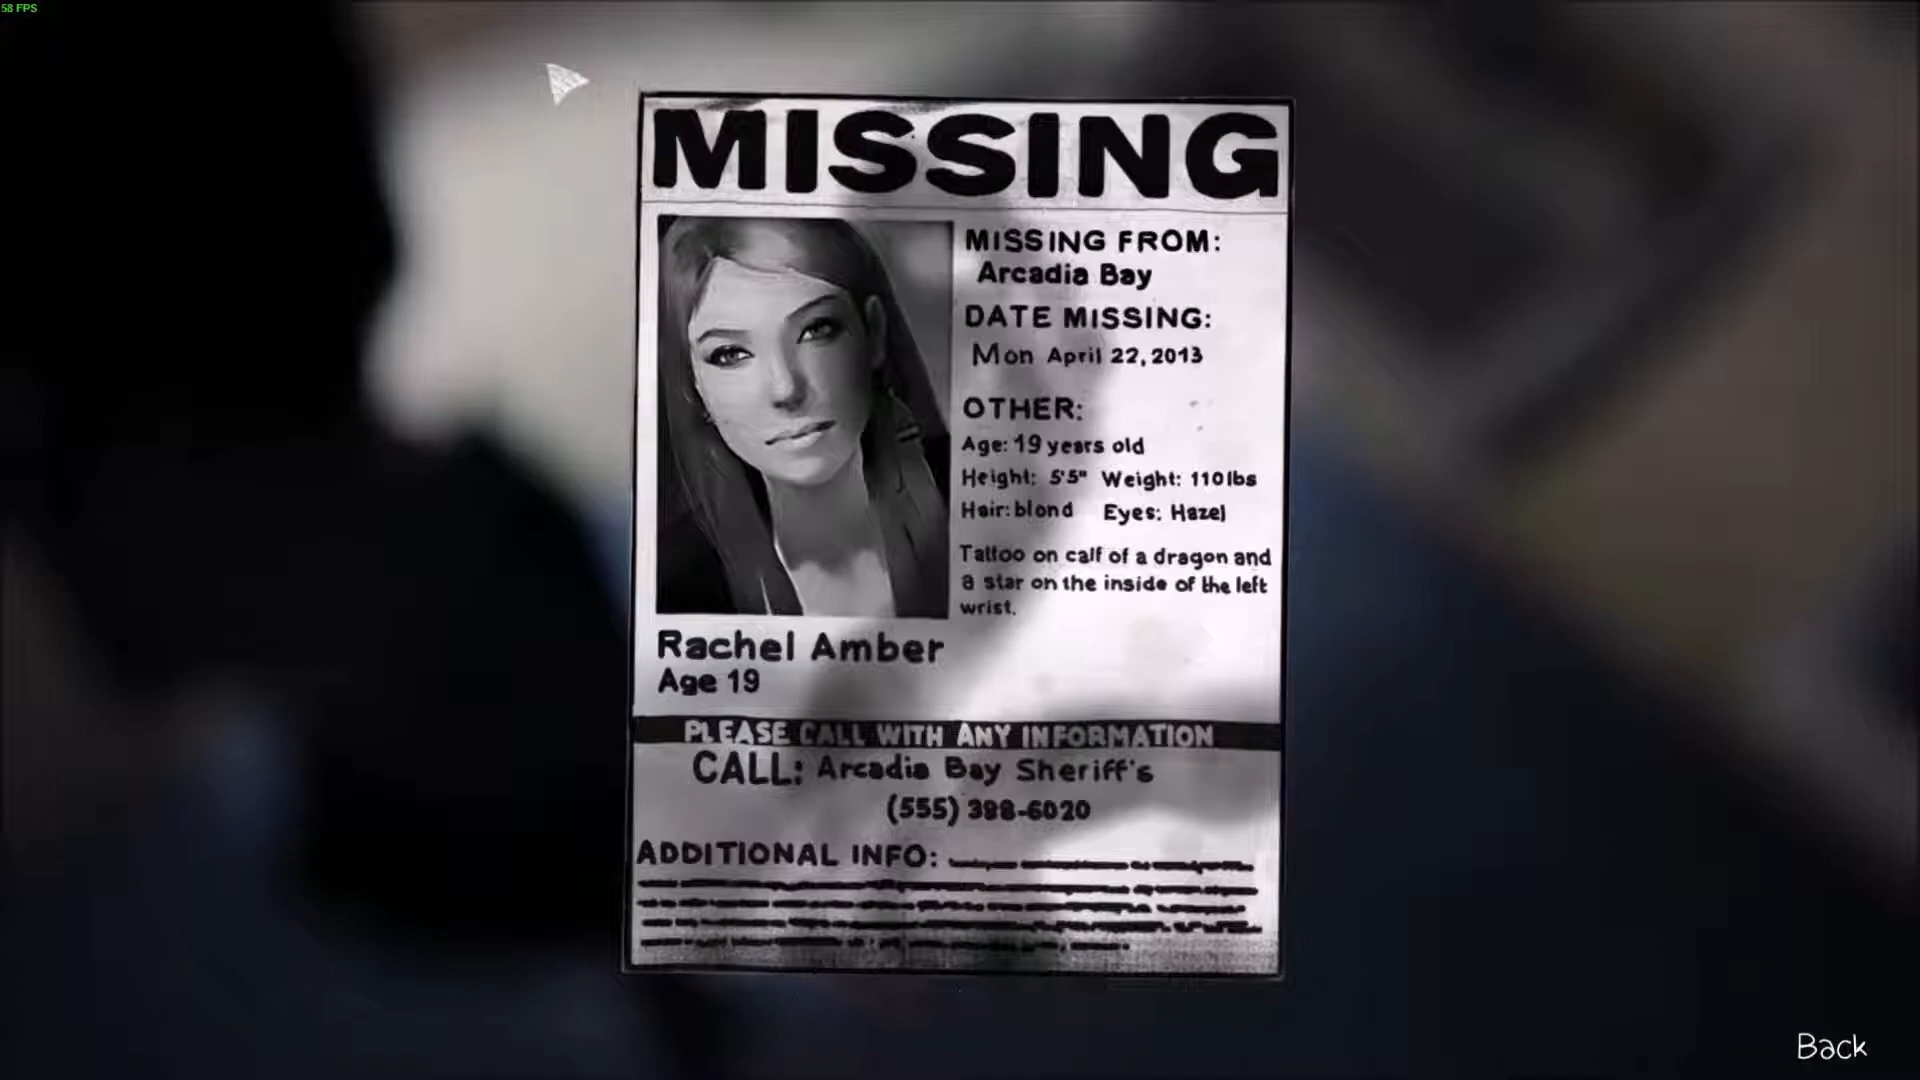 58 FPS
MISSING
MISSING FROM:
Arcadia Bay
DATE MISSING:
Mon April 22, 2013
OTHER:
Age: 19 years old
Height: 5'5" Weight: 110lbs
Hair: blond Eyes: Hazel
Tattoo on calf of a dragon and
a star on the inside of the left
wrist.
Rachel Amber
Age 19
PLEASE CALL WITH ANY INFORMATION
CALL: Arcadia Bay Sheriff's
(555) 388-6020
ADDITIONAL INFO:
Back